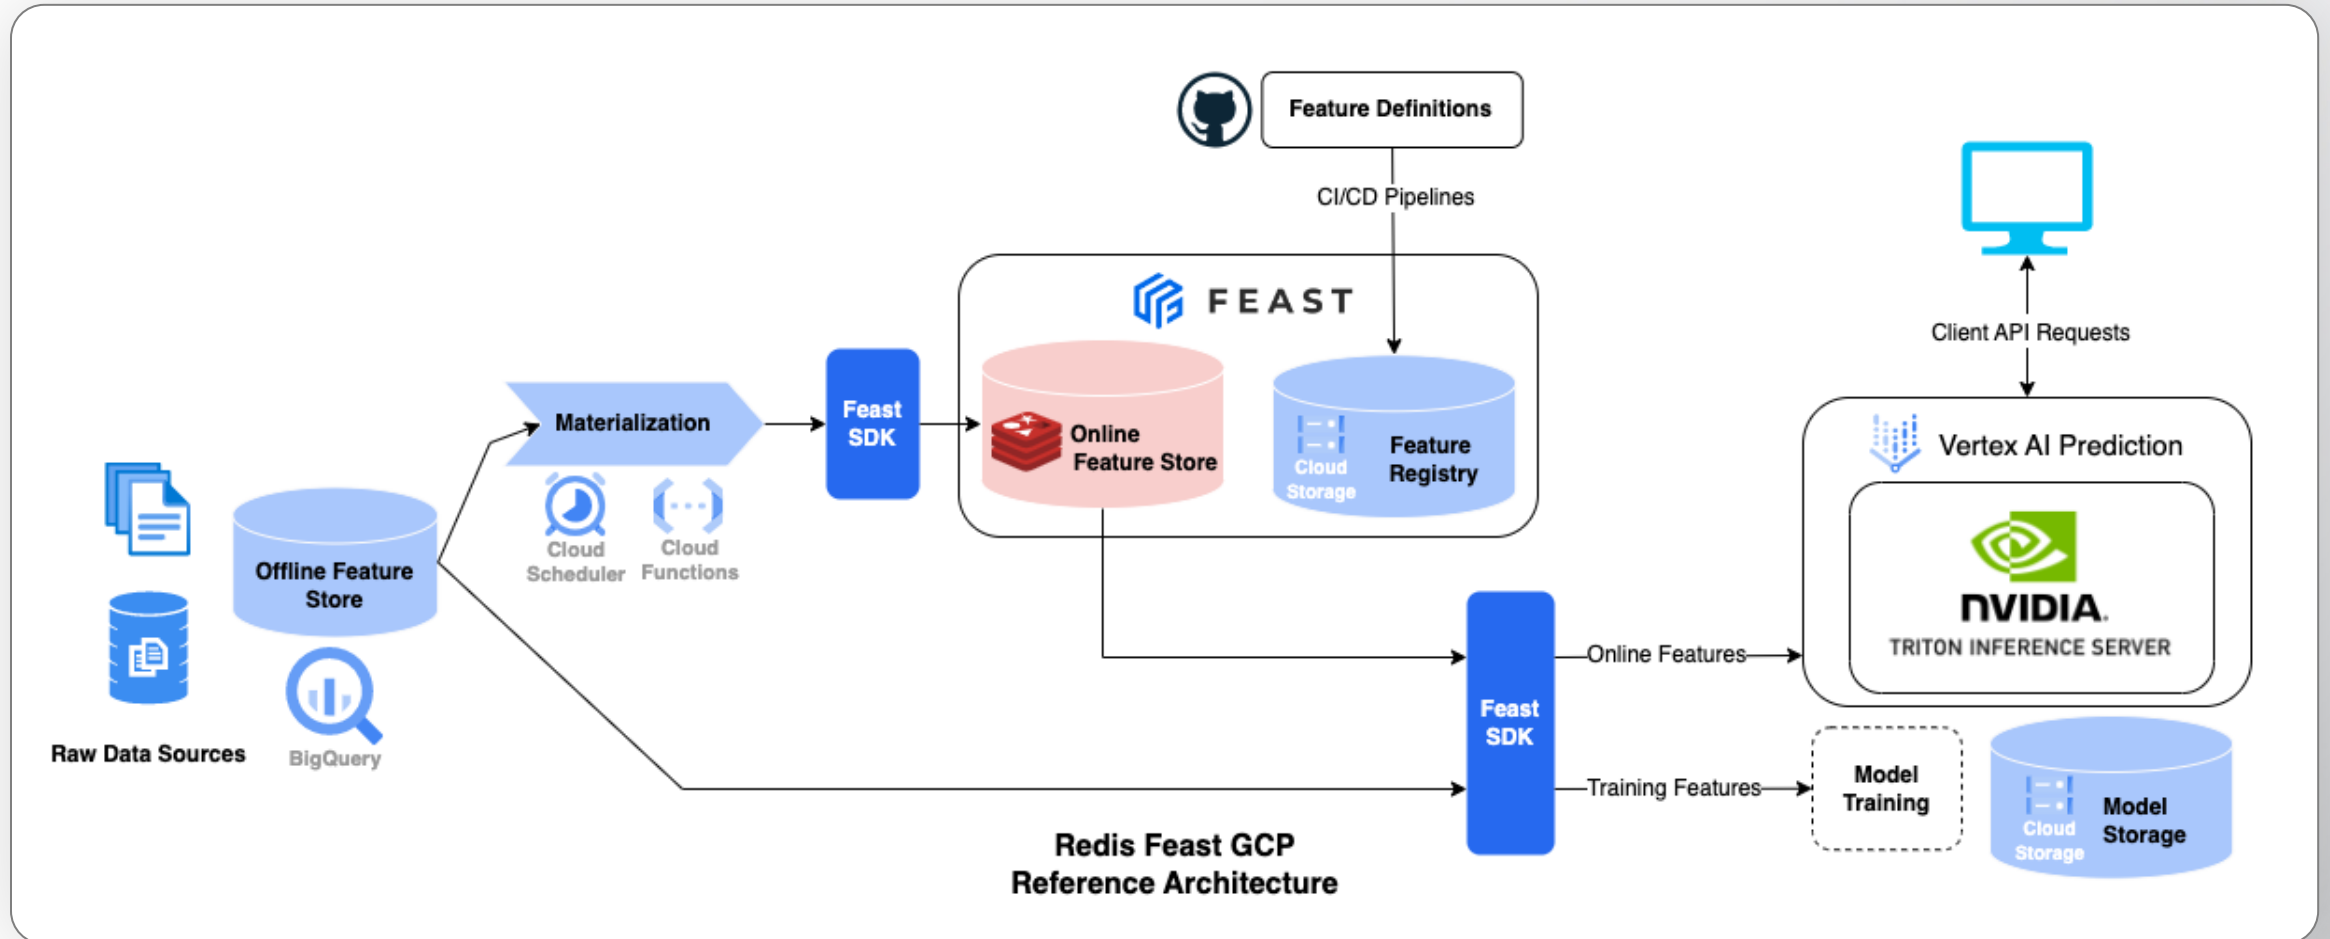 Feature Definitions
CI/CD Pipelines
FEAST
Client API Requests
Materialization
Feast
SDK
Online
Feature Store
Feature
Registry
Cloud
Storage
Vertex AI Prediction
Cloud
Scheduler
Cloud
Functions
Offline Feature
Store
nVIDIA.
TRITON INFERENCE SERVER
Online Features
Raw Data Sources
BigQuery
Feast
SDK
Training Features
Model
Training
Model
Storage
Cloud
Storage
Redis Feast GCP
Reference Architecture